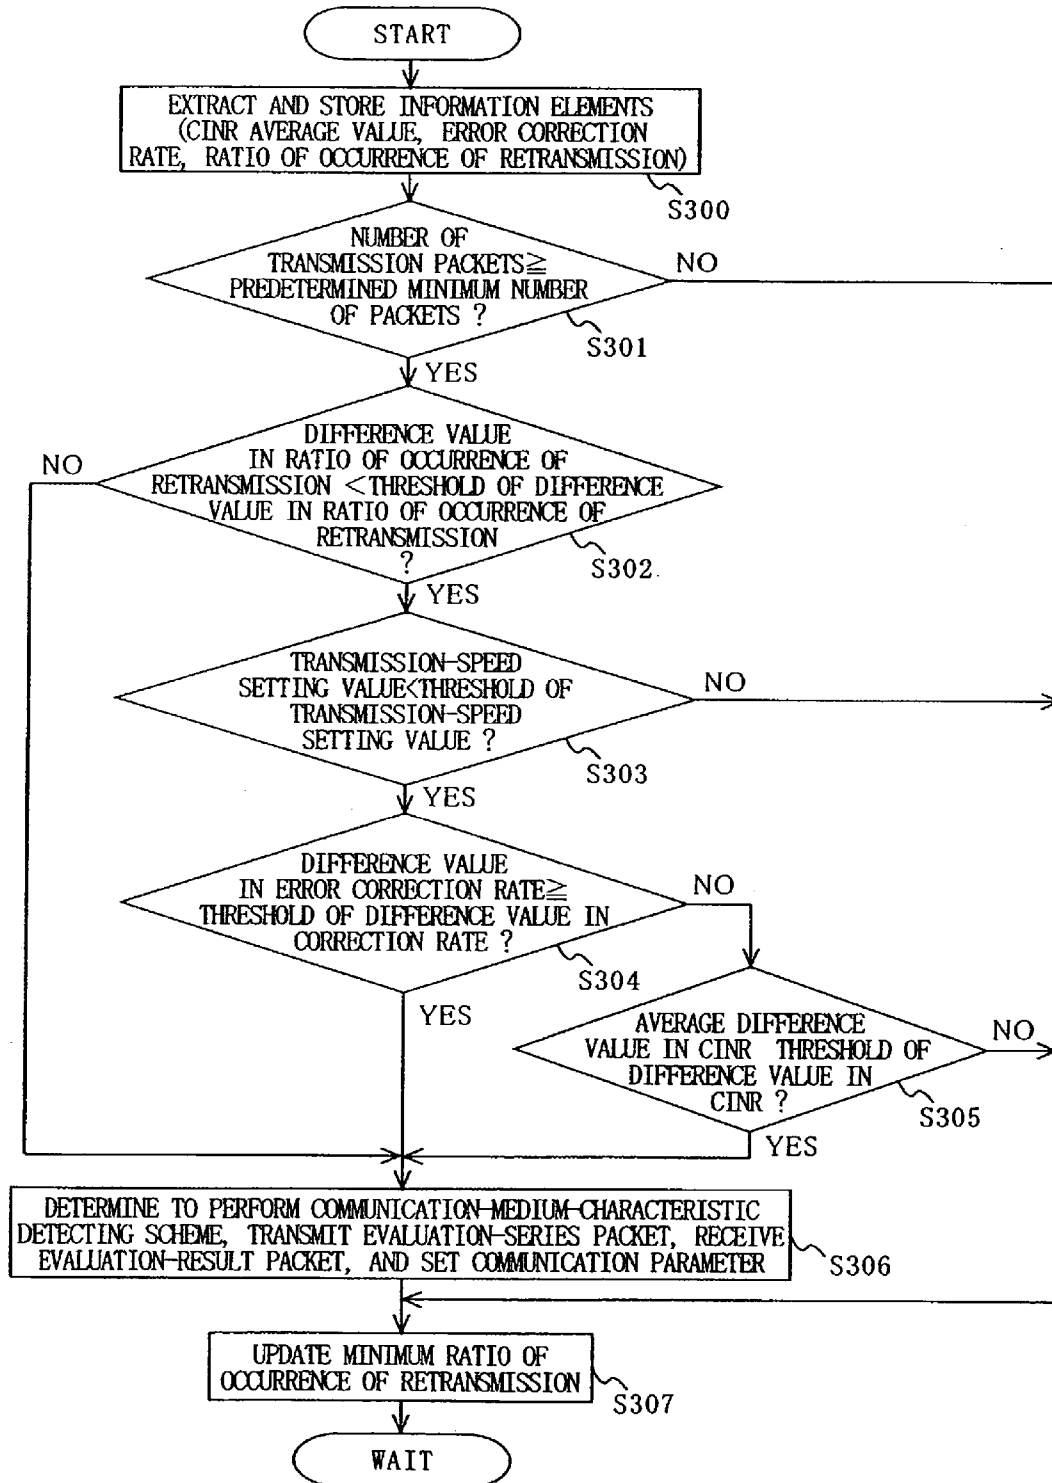 START
EXTRACT AND STORE INFORMATION ELEMENTS
(CINR AVERAGE VALUE, ERROR CORRECTION
RATE, RATIO OF OCCURRENCE OF RETRANSMISSION)
S300
NUMBER OF
TRANSMISSION PACKETS≧
PREDETERMINED MINIMUM NUMBER
OF PACKETS ?
NO
S301
YES
DIFFERENCE VALUE
IN RATIO OF OCCURRENCE OF
RETRANSMISSION <THRESHOLD OF DIFFERENCE
VALUE IN RATIO OF OCCURRENCE OF
RETRANSMISSION
?
NO
S302
YES
TRANSMISSION-SPEED
SETTING VALUE<THRESHOLD OF
TRANSMISSION-SPEED
SETTING VALUE ?
NO
S303
YES
DIFFERENCE VALUE
IN ERROR CORRECTION RATE≧
THRESHOLD OF DIFFERENCE VALUE IN
CORRECTION RATE ?
NO
S304
YES
AVERAGE DIFFERENCE
VALUE IN CINR THRESHOLD OF
DIFFERENCE VALUE IN
CINR ?
NO
S305
YES
DETERMINE TO PERFORM COMMUNICATION-MEDIUM-CHARACTERISTIC
DETECTING SCHEME, TRANSMIT EVALUATION-SERIES PACKET, RECEIVE
EVALUATION-RESULT PACKET, AND SET COMMUNICATION PARAMETER
S306
UPDATE MINIMUM RATIO OF
OCCURRENCE OF RETRANSMISSION
S307
WAIT